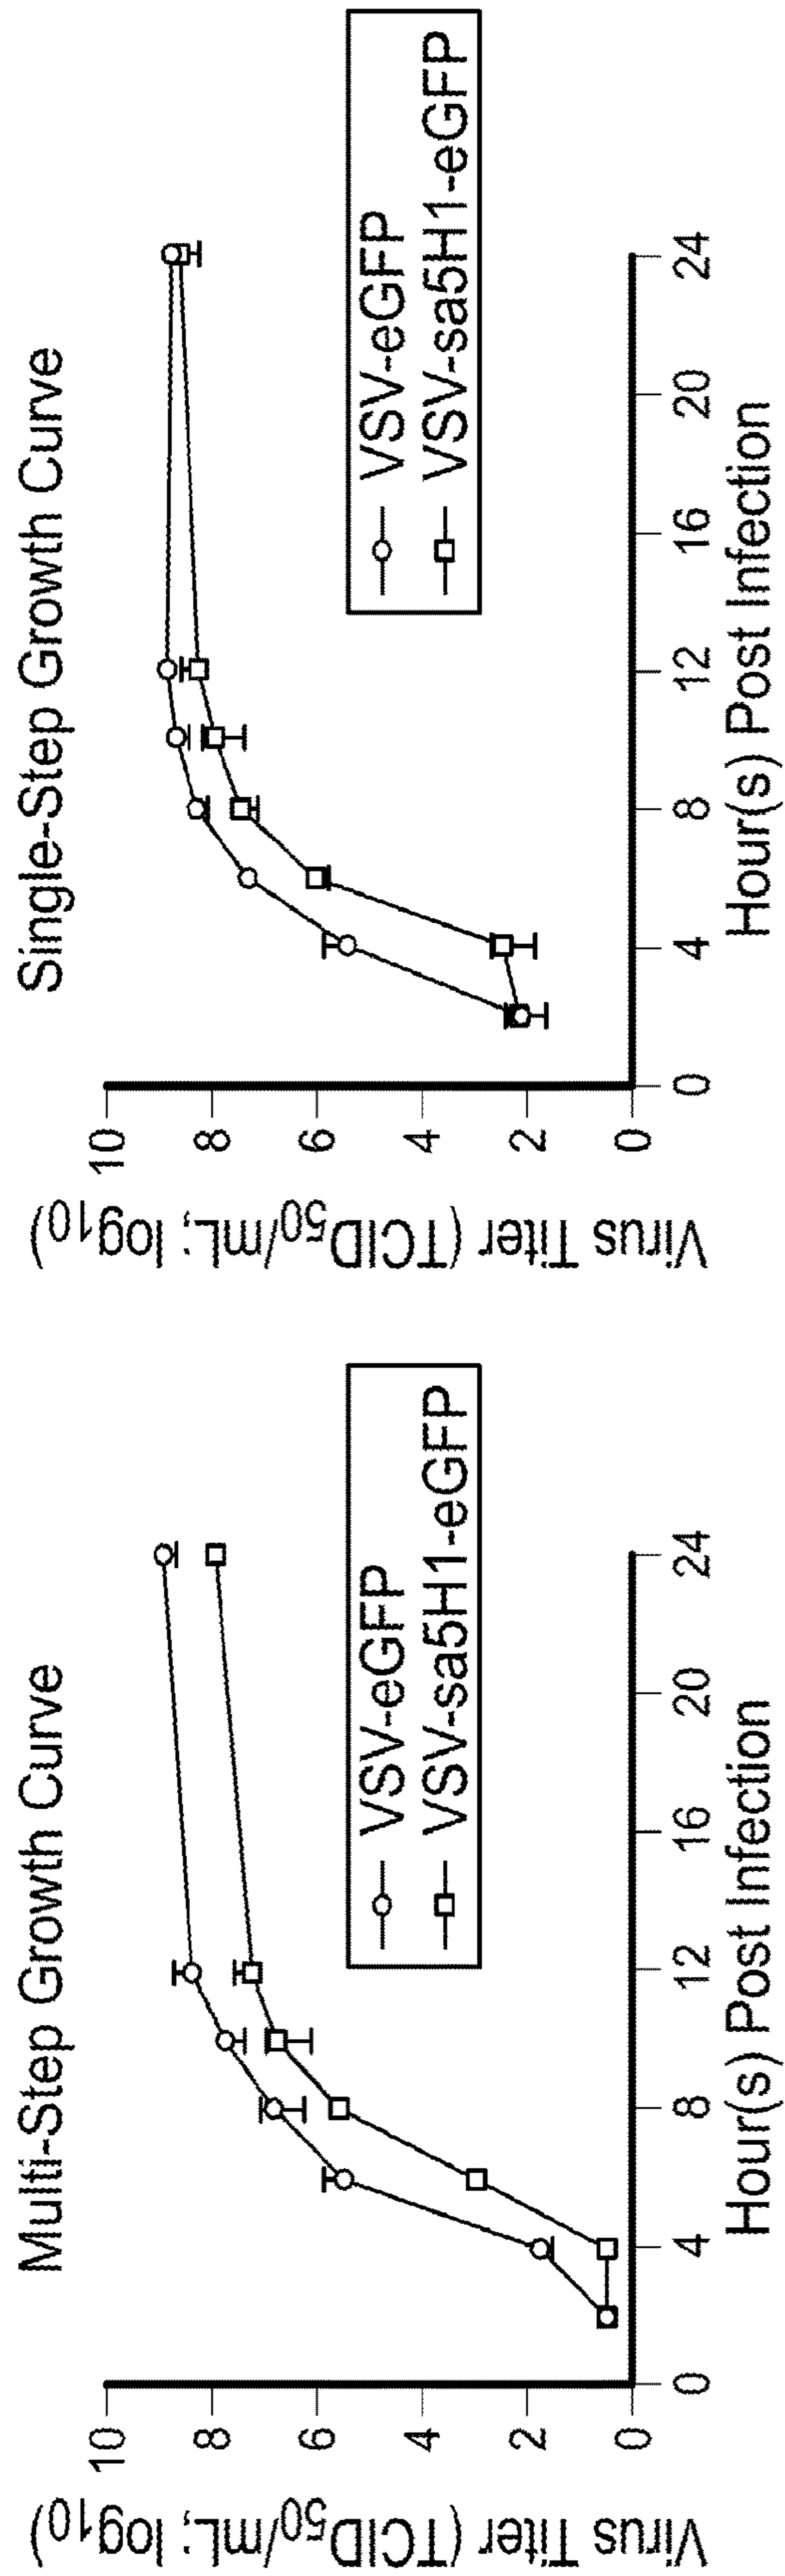 Multi-Step Growth Curve
Virus Titer (TCID50/mL; log10)
10
8
6
4
2
0
VSV-eGFP
VSV-sa5H1-eGFP
0 4 8 12 16 20 24
Hour(s) Post Infection
Single-Step Growth Curve
Virus Titer (TCID50/mL; log10)
10
8
6
4
2
0
VSV-eGFP
VSV-sa5H1-eGFP
0 4 8 12 16 20 24
Hour(s) Post Infection